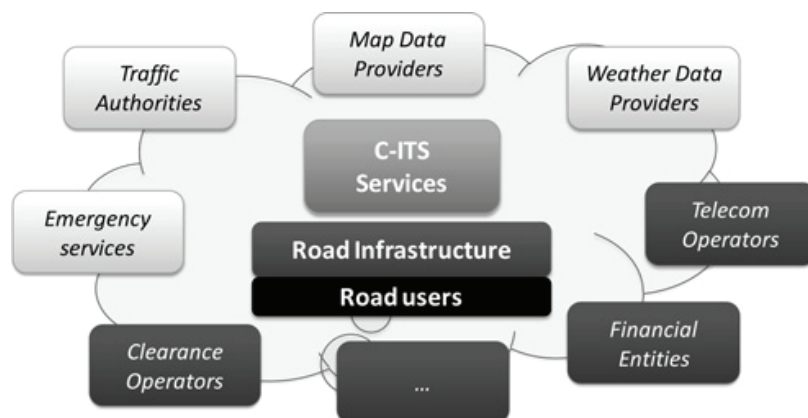 Map Data
Providers
Traffic
Authorities
Weather Data
Providers
C-ITS
Services
Emergency
services
Telecom
Operators
Road Infrastructure
Road users
Clearance
Operators
Financial
Entities
...